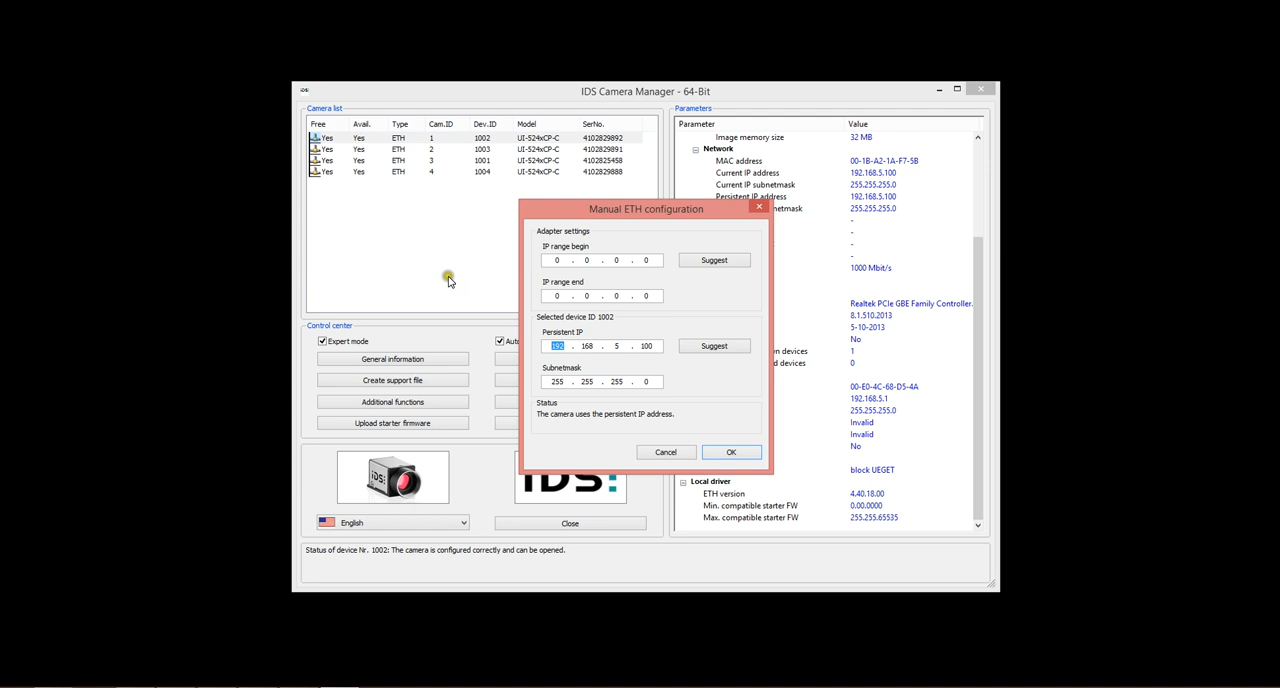 IDS Camera Manager - 64-Bit
Camera list
Free Avail. Type Cam.ID Dev.ID Model SerNo.
Yes Yes ETH 1 1002 UI-524xCP-C 4102829892
Yes Yes ETH 2 1003 UI-524xCP-C 4102829891
Yes Yes ETH 3 1001 UI-524xCP-C 4102825458
Yes Yes ETH 4 1004 UI-524xCP-C 4102829888
Control center
Expert mode
General information
Create support file
Additional functions
Upload starter firmware
English
Close
Status of device Nr. 1002: The camera is configured correctly and can be opened.
Manual ETH configuration
Adapter settings
IP range begin
0 . 0 . 0 . 0 Suggest
IP range end
0 . 0 . 0 . 0
Selected device ID 1002
Persistent IP
192 . 168 . 5 . 100 Suggest
Subnetmask
255 . 255 . 255 . 0
Status
The camera uses the persistent IP address.
Cancel OK
Parameters
Parameter Value
Image memory size 32 MB
Network
MAC address 00-1B-A2-1A-F7-5B
Current IP address 192.168.5.100
Current IP subnetmask 255.255.255.0
Persistent IP address 192.168.5.100
netmask 255.255.255.0
-
-
-
-
1000 Mbit/s
Realtek PCIe GBE Family Controller.
8.1.510.2013
5-10-2013
No
devices 1
devices 0
00-E0-4C-68-D5-4A
192.168.5.1
255.255.255.0
Invalid
Invalid
No
block UEGET
Local driver
ETH version 4.40.18.00
Min. compatible starter FW 0.00.0000
Max. compatible starter FW 255.255.65535